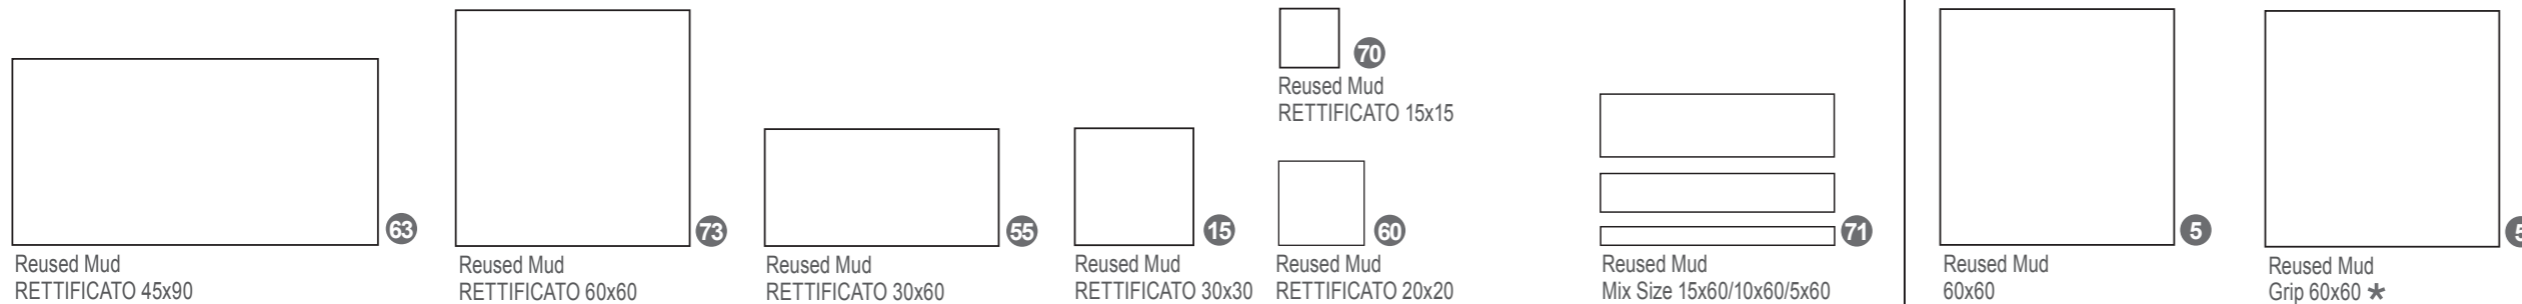 63
Reused Mud
RETTIFICATO 45x90
73
Reused Mud
RETTIFICATO 60x60
55
Reused Mud
RETTIFICATO 30x60
15
Reused Mud
RETTIFICATO 30x30
70
Reused Mud
RETTIFICATO 15x15
60
Reused Mud
RETTIFICATO 20x20
71
Reused Mud
Mix Size 15x60/10x60/5x60
5
Reused Mud
60x60
Reused Mud
Grip 60x60 *